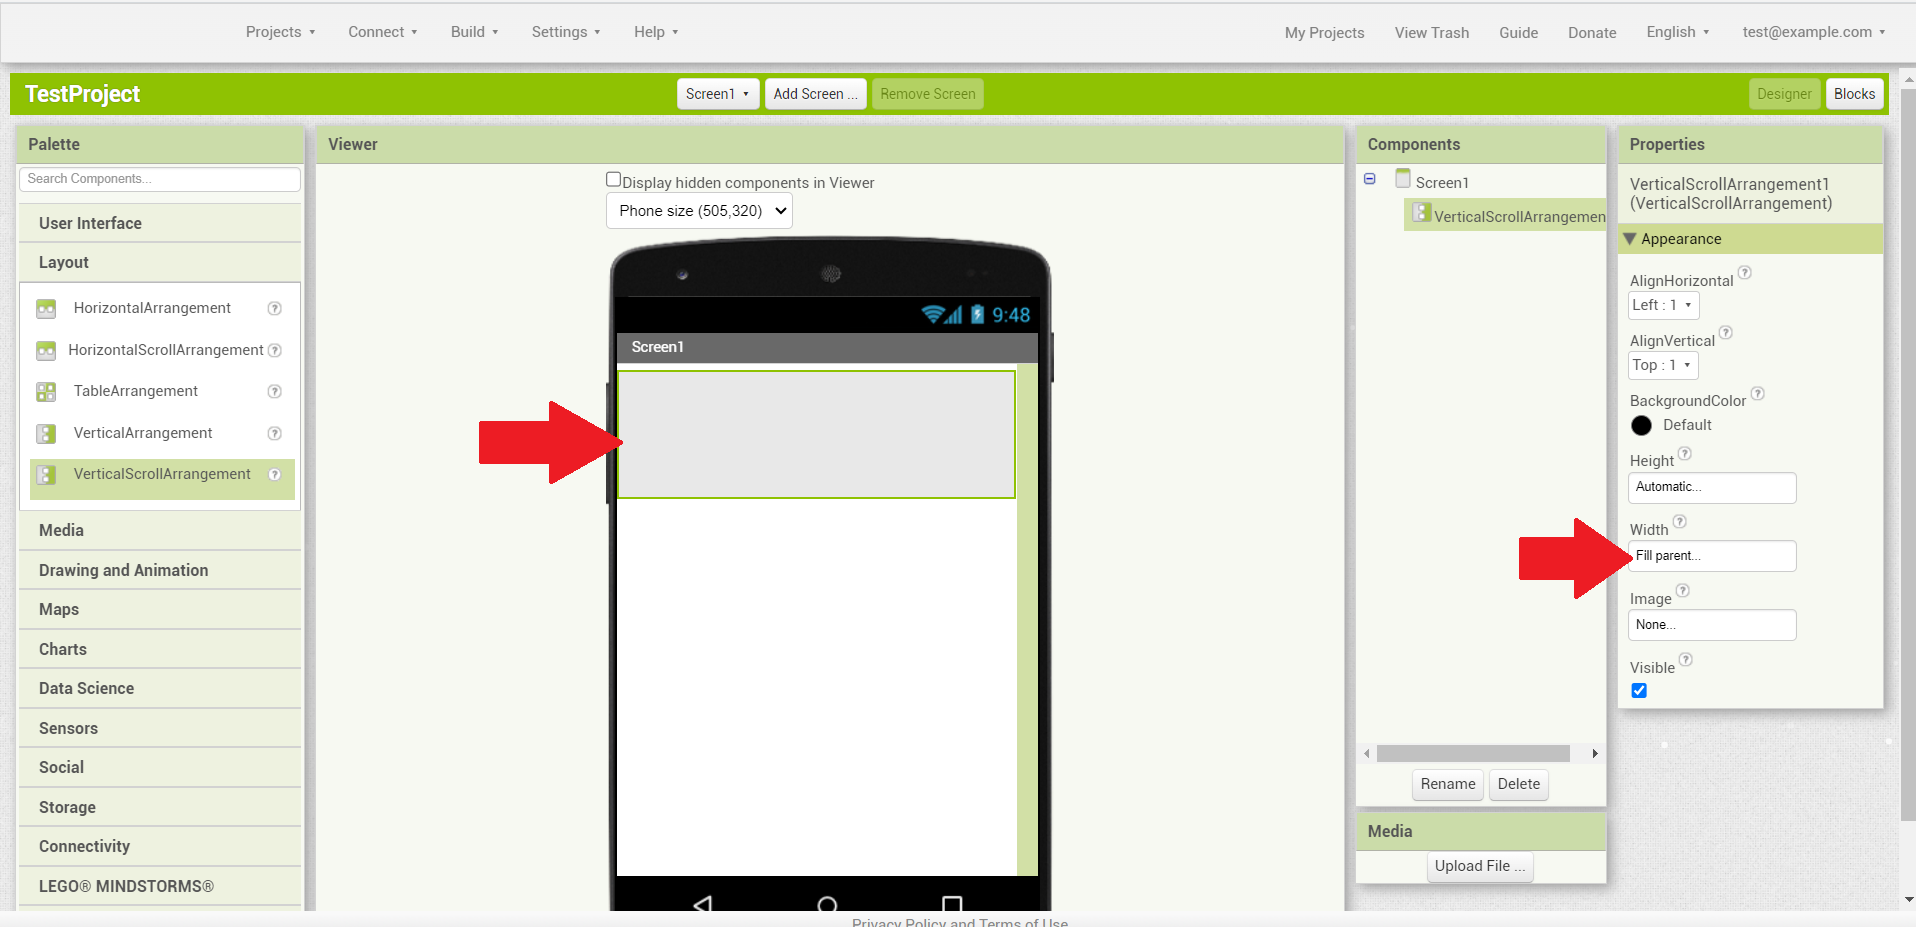 Projects ▾ Connect ▾ Build ▾ Settings ▾ Help ▾ My Projects View Trash Guide Donate English ▾ test@example.com ▾
TestProject Screen1 ▾ Add Screen ... Remove Screen Designer Blocks
Palette
Search Components...
User Interface
Layout
HorizontalArrangement ?
HorizontalScrollArrangement ?
TableArrangement ?
VerticalArrangement ?
VerticalScrollArrangement ?
Media
Drawing and Animation
Maps
Charts
Data Science
Sensors
Social
Storage
Connectivity
LEGO® MINDSTORMS®
Viewer
Display hidden components in Viewer
Phone size (505,320)
9:48
Screen1
Components
Screen1
VerticalScrollArrangemen
Rename Delete
Media
Upload File ...
Properties
VerticalScrollArrangement1
(VerticalScrollArrangement)
Appearance
AlignHorizontal ?
Left : 1 ▾
AlignVertical ?
Top : 1 ▾
BackgroundColor ?
Default
Height ?
Automatic...
Width ?
Fill parent...
Image ?
None...
Visible ?
Privacy Policy and Terms of Use